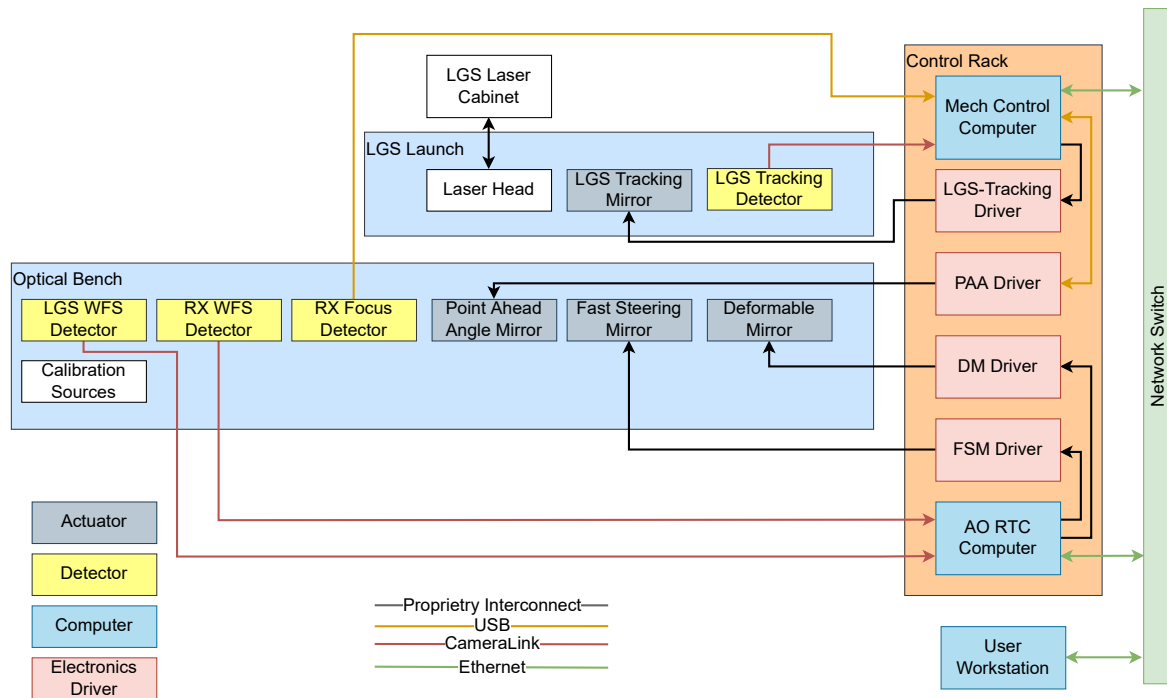 LGS Laser
Cabinet
Control Rack
Mech Control
Computer
LGS Launch
Laser Head
LGS Tracking
Mirror
LGS Tracking
Detector
LGS-Tracking
Driver
Optical Bench
LGS WFS
Detector
RX WFS
Detector
RX Focus
Detector
Point Ahead
Angle Mirror
Fast Steering
Mirror
Deformable
Mirror
PAA Driver
Calibration
Sources
DM Driver
FSM Driver
AO RTC
Computer
Network Switch
Actuator
Detector
Computer
Electronics
Driver
Propriety Interconnect
USB
CameraLink
Ethernet
User
Workstation